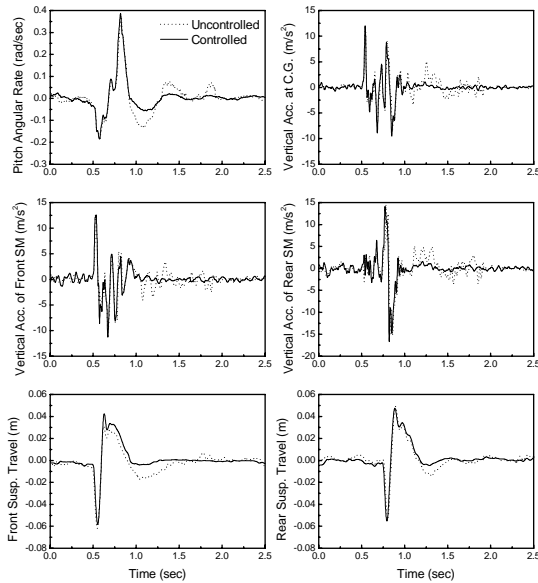 Pitch Angular Rate (rad/sec)
0.4
0.3
0.2
0.1
0.0
-0.1
-0.2
-0.3
Uncontrolled
Controlled
0.0 0.5 1.0 1.5 2.0 2.5
Vertical Acc. at C.G. (m/s²)
15
10
5
0
-5
-10
-15
0.0 0.5 1.0 1.5 2.0 2.5
Vertical Acc. of Front SM (m/s²)
15
10
5
0
-5
-10
-15
0.0 0.5 1.0 1.5 2.0 2.5
Vertical Acc. of Rear SM (m/s²)
15
10
5
0
-5
-10
-15
-20
0.0 0.5 1.0 1.5 2.0 2.5
Front Susp. Travel (m)
0.06
0.04
0.02
0.00
-0.02
-0.04
-0.06
-0.08
0.0 0.5 1.0 1.5 2.0 2.5
Time (sec)
Rear Susp. Travel (m)
0.06
0.04
0.02
0.00
-0.02
-0.04
-0.06
-0.08
0.0 0.5 1.0 1.5 2.0 2.5
Time (sec)